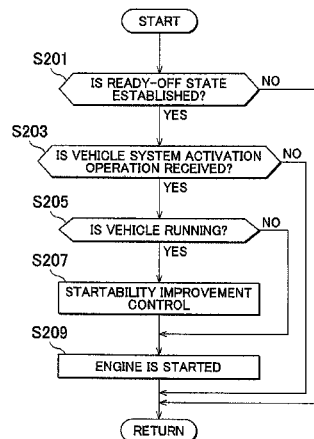 START
S201
IS READY-OFF STATE
ESTABLISHED?
NO
YES
S203
IS VEHICLE SYSTEM ACTIVATION
OPERATION RECEIVED?
NO
YES
S205
IS VEHICLE RUNNING?
NO
YES
S207
STARTABILITY IMPROVEMENT
CONTROL
S209
ENGINE IS STARTED
RETURN